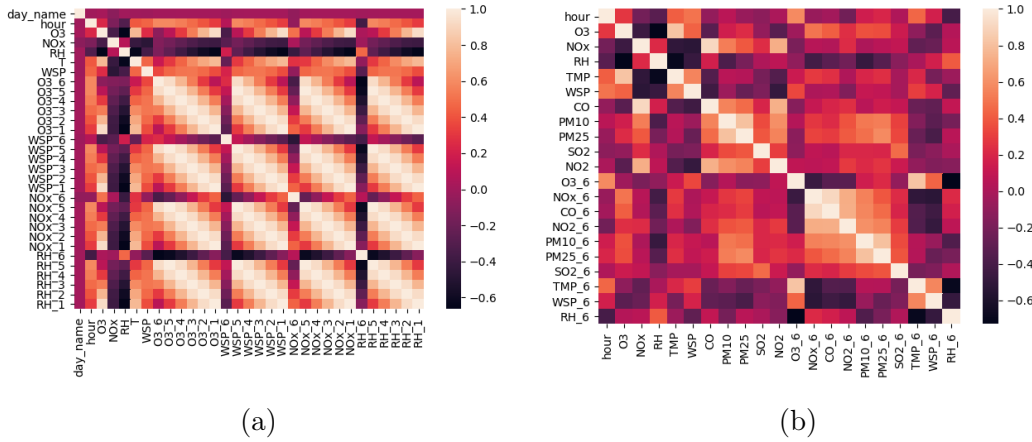 day_name
hour
O3
NOx
RH
T
WSP
O3_6
O3_5
O3_4
O3_3
O3_2
O3_1
WSP_6
WSP_5
WSP_4
WSP_3
WSP_2
WSP_1
NOx_6
NOx_5
NOx_4
NOx_3
NOx_2
NOx_1
RH_6
RH_5
RH_4
RH_3
RH_2
RH_1
day_name
hour
O3
NOx
RH
T
WSP
O3_6
O3_5
O3_4
O3_3
O3_2
O3_1
WSP_6
WSP_5
WSP_4
WSP_3
WSP_2
WSP_1
NOx_6
NOx_5
NOx_4
NOx_3
NOx_2
NOx_1
RH_6
RH_5
RH_4
RH_3
RH_2
RH_1
1.0
0.8
0.6
0.4
0.2
0.0
−0.2
−0.4
−0.6
(a)
hour
O3
NOx
RH
TMP
WSP
CO
PM10
PM25
SO2
NO2
O3_6
NOx_6
CO_6
NO2_6
PM10_6
PM25_6
SO2_6
TMP_6
WSP_6
RH_6
hour
O3
NOx
RH
TMP
WSP
CO
PM10
PM25
SO2
NO2
O3_6
NOx_6
CO_6
NO2_6
PM10_6
PM25_6
SO2_6
TMP_6
WSP_6
RH_6
1.0
0.8
0.6
0.4
0.2
0.0
−0.2
−0.4
−0.6
(b)